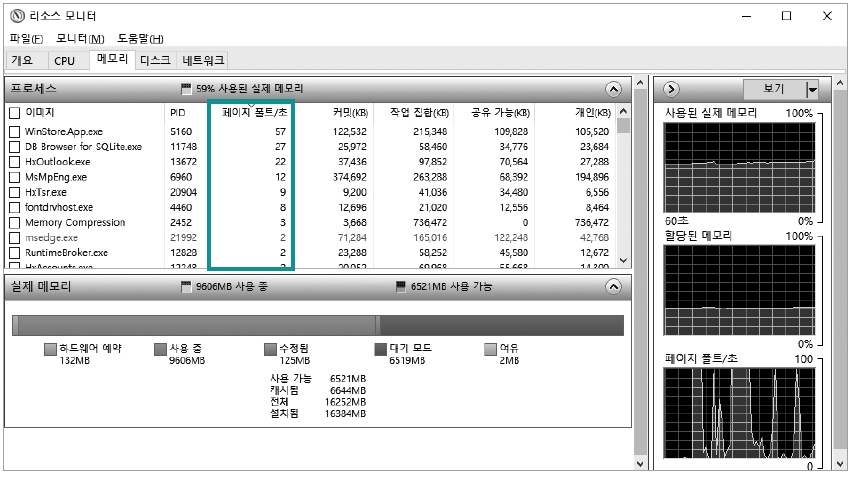 리소스 모니터
파일(F) 모니터(M) 도움말(H)
개요 CPU 메모리 디스크 네트워크
프로세스 59% 사용된 실제 메모리
이미지 PID 페이지 폴트/초 커밋(KB) 작업 집합(KB) 공유 가능(KB) 개인(KB)
WinStore.App.exe 5160 57 122,532 215,348 109,828 105,520
DB Browser for SQLite.exe 11748 27 25,972 58,460 34,776 23,684
HxOutlook.exe 13672 22 37,436 97,852 70,564 27,288
MsMpEng.exe 6960 12 374,692 263,288 68,392 194,896
HxTsr.exe 20904 9 9,200 41,036 34,480 6,556
fontdrvhost.exe 4460 8 12,696 21,020 12,556 8,464
Memory Compression 2452 3 3,668 736,472 0 736,472
msedge.exe 21992 2 71,284 165,016 122,248 42,768
RuntimeBroker.exe 12828 2 23,288 58,252 45,580 12,672
HxAccounts.exe
실제 메모리 9606MB 사용 중 6521MB 사용 가능
하드웨어 예약 사용 중 수정됨 대기 모드 여유
132MB 9606MB 125MB 6519MB 2MB
사용 가능 6521MB
캐시됨 6644MB
전체 16252MB
설치됨 16384MB
보기
사용된 실제 메모리 100%
60초 0%
할당된 메모리 100%
0%
페이지 폴트/초 100
0